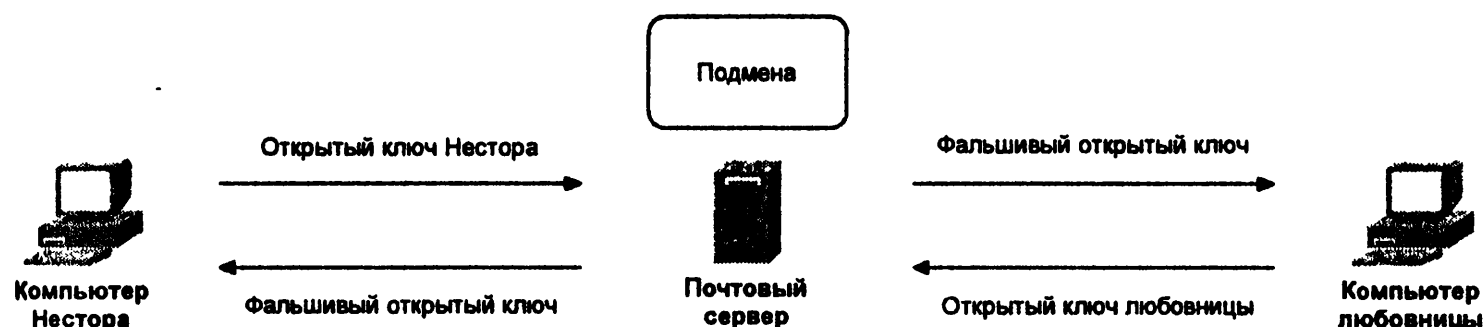 Подмена
Открытый ключ Нестора
Фальшивый открытый ключ
Компьютер
Нестора
Фальшивый открытый ключ
Почтовый
сервер
Открытый ключ любовницы
Компьютер
любовницы